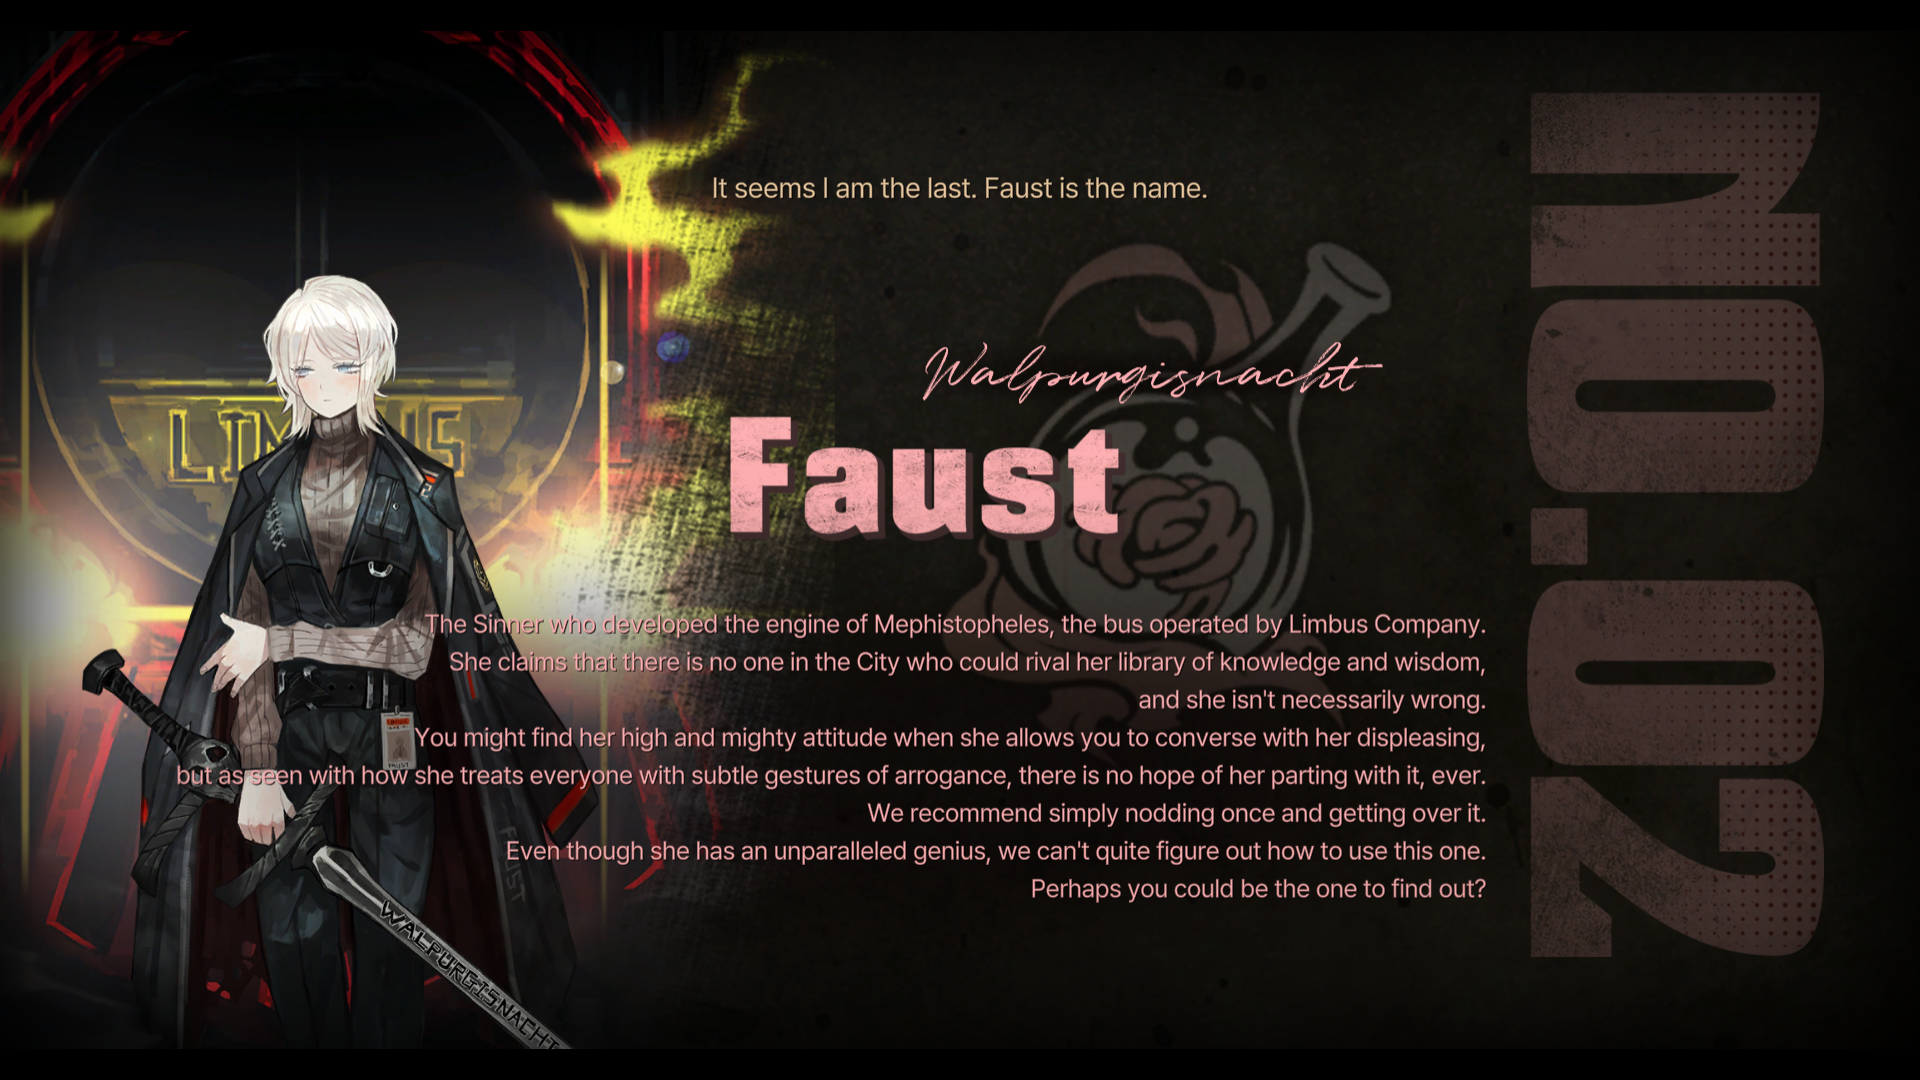 It seems I am the last. Faust is the name.
Walpurgisnacht
Faust
NO.02
LIMBUS
The Sinner who developed the engine of Mephistopheles, the bus operated by Limbus Company.
She claims that there is no one in the City who could rival her library of knowledge and wisdom,
and she isn't necessarily wrong.
You might find her high and mighty attitude when she allows you to converse with her displeasing,
but as seen with how she treats everyone with subtle gestures of arrogance, there is no hope of her parting with it, ever.
We recommend simply nodding once and getting over it.
Even though she has an unparalleled genius, we can't quite figure out how to use this one.
Perhaps you could be the one to find out?
FAUST
WALPURGISNACHT